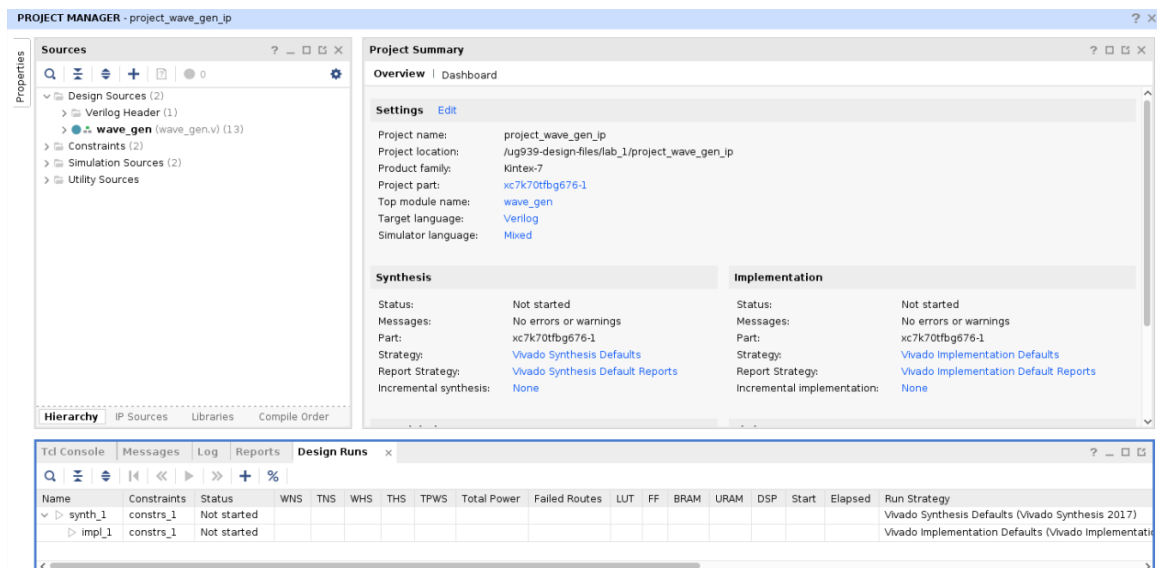 PROJECT MANAGER - project_wave_gen_ip
? ×
Properties
Sources
? _ □ ×
0
Design Sources (2)
Verilog Header (1)
wave_gen (wave_gen.v) (13)
Constraints (2)
Simulation Sources (2)
Utility Sources
Hierarchy IP Sources Libraries Compile Order
Project Summary
? □ ×
Overview | Dashboard
Settings Edit
Project name: project_wave_gen_ip
Project location: /ug939-design-files/lab_1/project_wave_gen_ip
Product family: Kintex-7
Project part: xc7k70tfbg676-1
Top module name: wave_gen
Target language: Verilog
Simulator language: Mixed
Synthesis
Status: Not started
Messages: No errors or warnings
Part: xc7k70tfbg676-1
Strategy: Vivado Synthesis Defaults
Report Strategy: Vivado Synthesis Default Reports
Incremental synthesis: None
Implementation
Status: Not started
Messages: No errors or warnings
Part: xc7k70tfbg676-1
Strategy: Vivado Implementation Defaults
Report Strategy: Vivado Implementation Default Reports
Incremental implementation: None
Tcl Console Messages Log Reports Design Runs ×
? _ □
%
Name Constraints Status WNS TNS WHS THS TPWS Total Power Failed Routes LUT FF BRAM URAM DSP Start Elapsed Run Strategy
synth_1 constrs_1 Not started Vivado Synthesis Defaults (Vivado Synthesis 2017)
impl_1 constrs_1 Not started Vivado Implementation Defaults (Vivado Implementatic